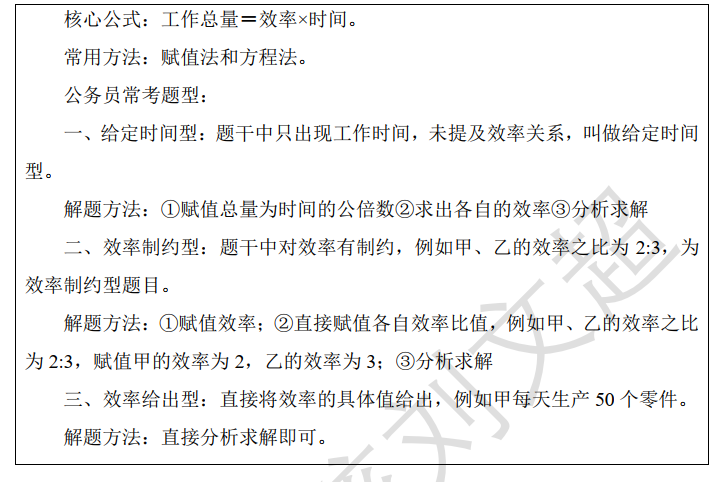 核心公式：工作总量＝效率×时间。
常用方法：赋值法和方程法。
公务员常考题型：
一、给定时间型：题干中只出现工作时间，未提及效率关系，叫做给定时间
型。
解题方法：①赋值总量为时间的公倍数②求出各自的效率③分析求解
二、效率制约型：题干中对效率有制约，例如甲、乙的效率之比为 2:3，为
效率制约型题目。
解题方法：①赋值效率；②直接赋值各自效率比值，例如甲、乙的效率之比
为 2:3，赋值甲的效率为 2，乙的效率为 3；③分析求解
三、效率给出型：直接将效率的具体值给出，例如甲每天生产 50 个零件。
解题方法：直接分析求解即可。
刘文超